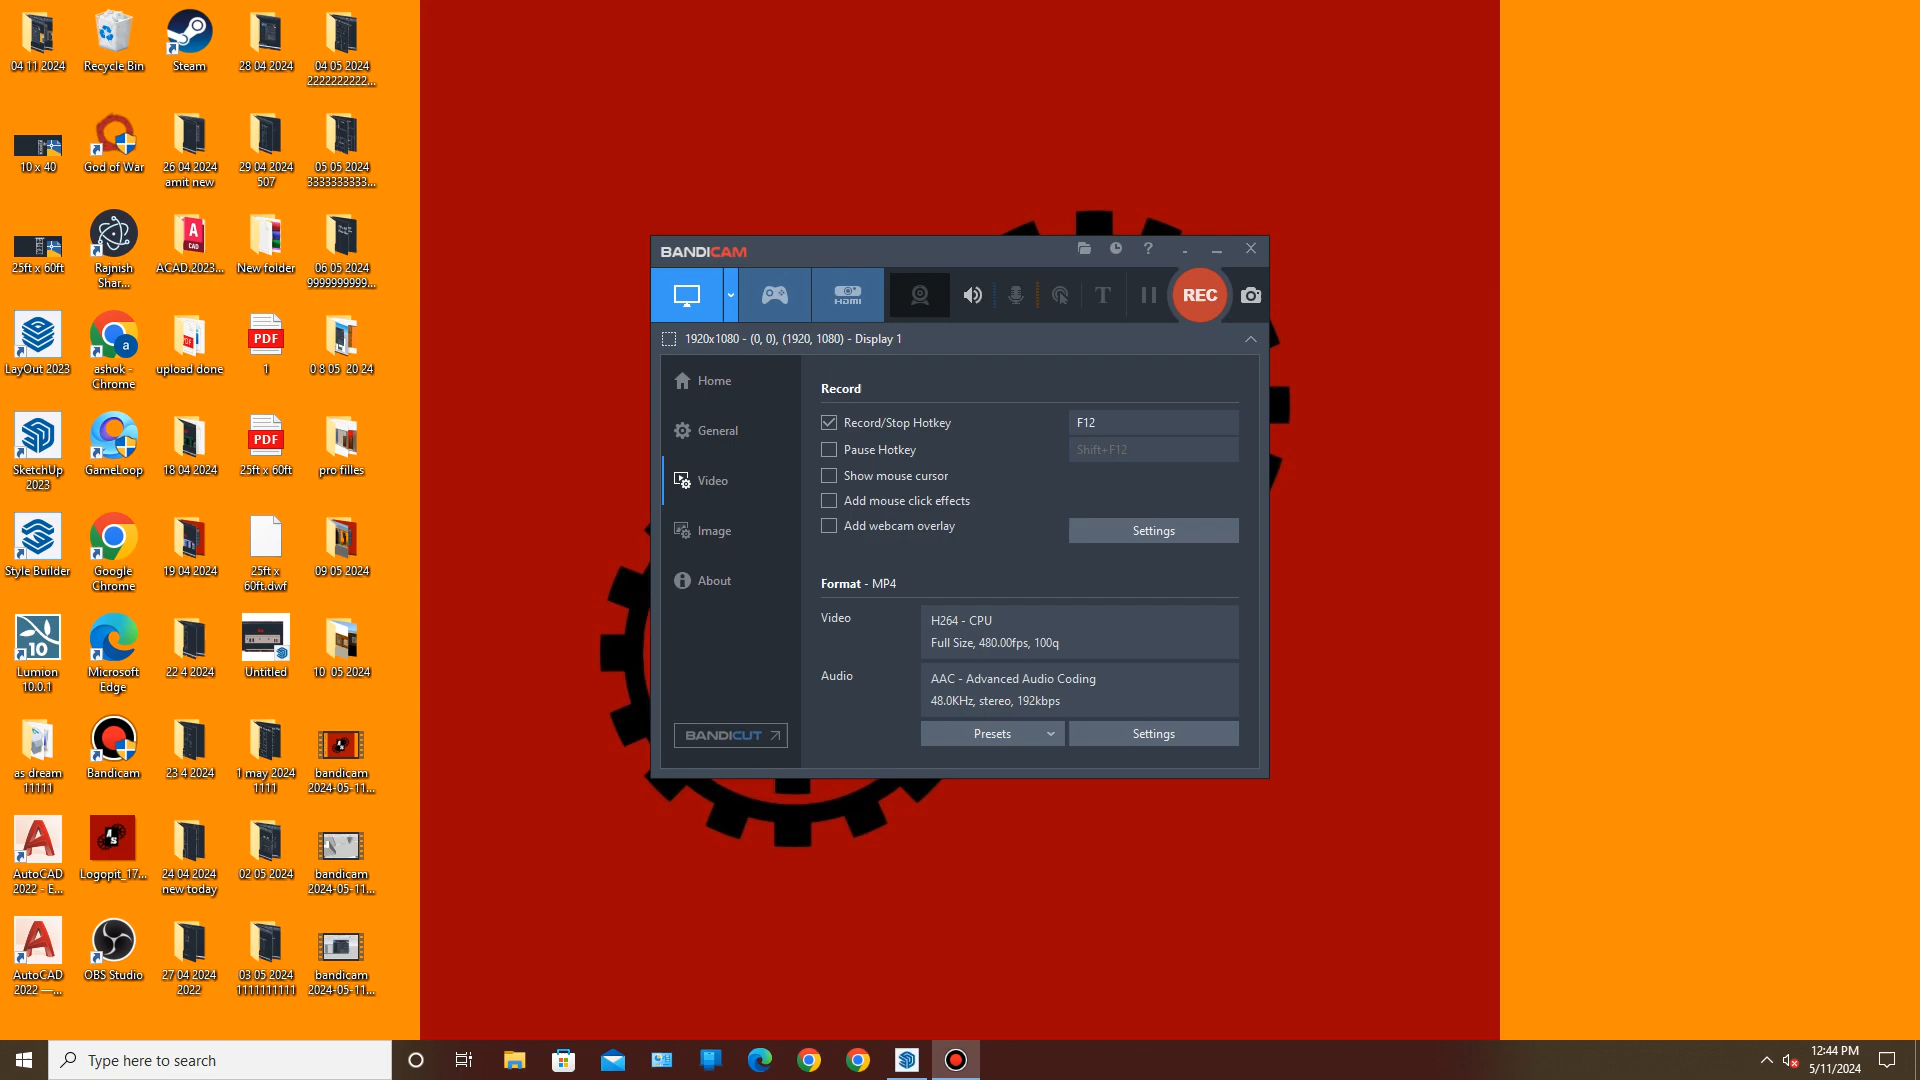 04 11 2024
Recycle Bin
Steam
28 04 2024
04 05 2024
2222222222...
10 x 40
God of War
26 04 2024
amit new
29 04 2024
507
05 05 2024
3333333333...
25ft x 60ft
Rajnish
Shar...
A
CAD
ACAD.2023...
New folder
06 05 2024
9999999999...
LayOut 2023
a
ashok -
Chrome
upload done
PDF
1
0 8 05 20 24
SketchUp
2023
GameLoop
18 04 2024
PDF
25ft x 60ft
pro filles
Style Builder
Google
Chrome
19 04 2024
25ft x
60ft.dwf
09 05 2024
10
Lumion
10.0.1
Microsoft
Edge
22 4 2024
Untitled
10 05 2024
as dream
11111
Bandicam
23 4 2024
1 may 2024
1111
bandicam
2024-05-11...
AutoCAD
2022 - E...
Logopit_17...
24 04 2024
new today
02 05 2024
bandicam
2024-05-11...
AutoCAD
2022 —...
OBS Studio
27 04 2024
2022
03 05 2024
1111111111
bandicam
2024-05-11...
BANDICAM
HDMI
T
REC
1920x1080 - (0, 0), (1920, 1080) - Display 1
Home
General
Video
Image
About
BANDICUT
Record
Record/Stop Hotkey
F12
Pause Hotkey
Shift+F12
Show mouse cursor
Add mouse click effects
Add webcam overlay
Settings
Format - MP4
Video
H264 - CPU
Full Size, 480.00fps, 100q
Audio
AAC - Advanced Audio Coding
48.0KHz, stereo, 192kbps
Presets
Settings
Type here to search
12:44 PM
5/11/2024